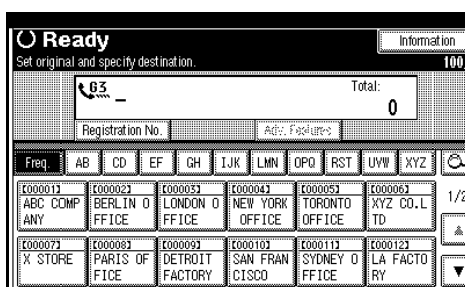 Ready
Information
Set original and specify destination.
100
G3
Total:
0
Registration No.
Adv. Features
Freq. AB CD EF GH IJK LMN OPQ RST UVW XYZ
[00001] [00002] [00003] [00004] [00005] [00006]
ABC COMP BERLIN O LONDON O NEW YORK TORONTO XYZ CO.L
ANY FFICE FFICE OFFICE OFFICE TD
1/2
[00007] [00008] [00009] [00010] [00011] [00012]
X STORE PARIS OF DETROIT SAN FRAN SYDNEY O LA FACTO
FICE FACTORY CISCO FFICE RY